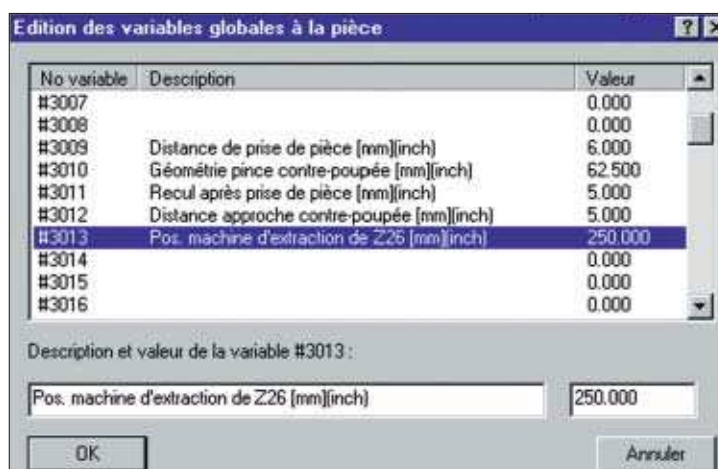 Edition des variables globales à la pièce
No variable Description Valeur
#3007 0.000
#3008 0.000
#3009 Distance de prise de pièce [mm][inch) 6.000
#3010 Géométrie pince contre-poupée [mm][inch) 62.500
#3011 Recul après prise de pièce [mm][inch) 5.000
#3012 Distance approche contre-poupée [mm][inch) 5.000
#3013 Pos. machine d'extraction de Z26 [mm][inch) 250.000
#3014 0.000
#3015 0.000
#3016 0.000
Description et valeur de la variable #3013 :
Pos. machine d'extraction de Z26 [mm][inch) 250.000
OK Annuler